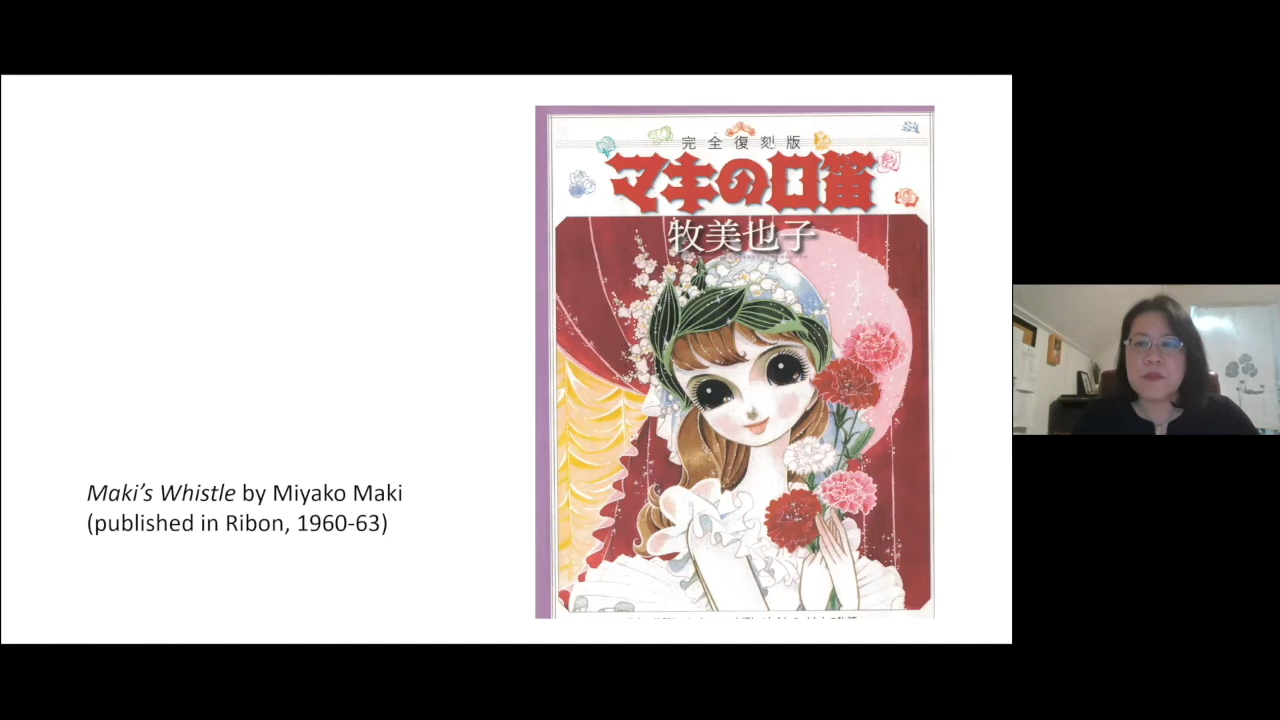 完全復刻版
マキの口笛
牧美也子
Maki's Whistle by Miyako Maki
(published in Ribon, 1960-63)